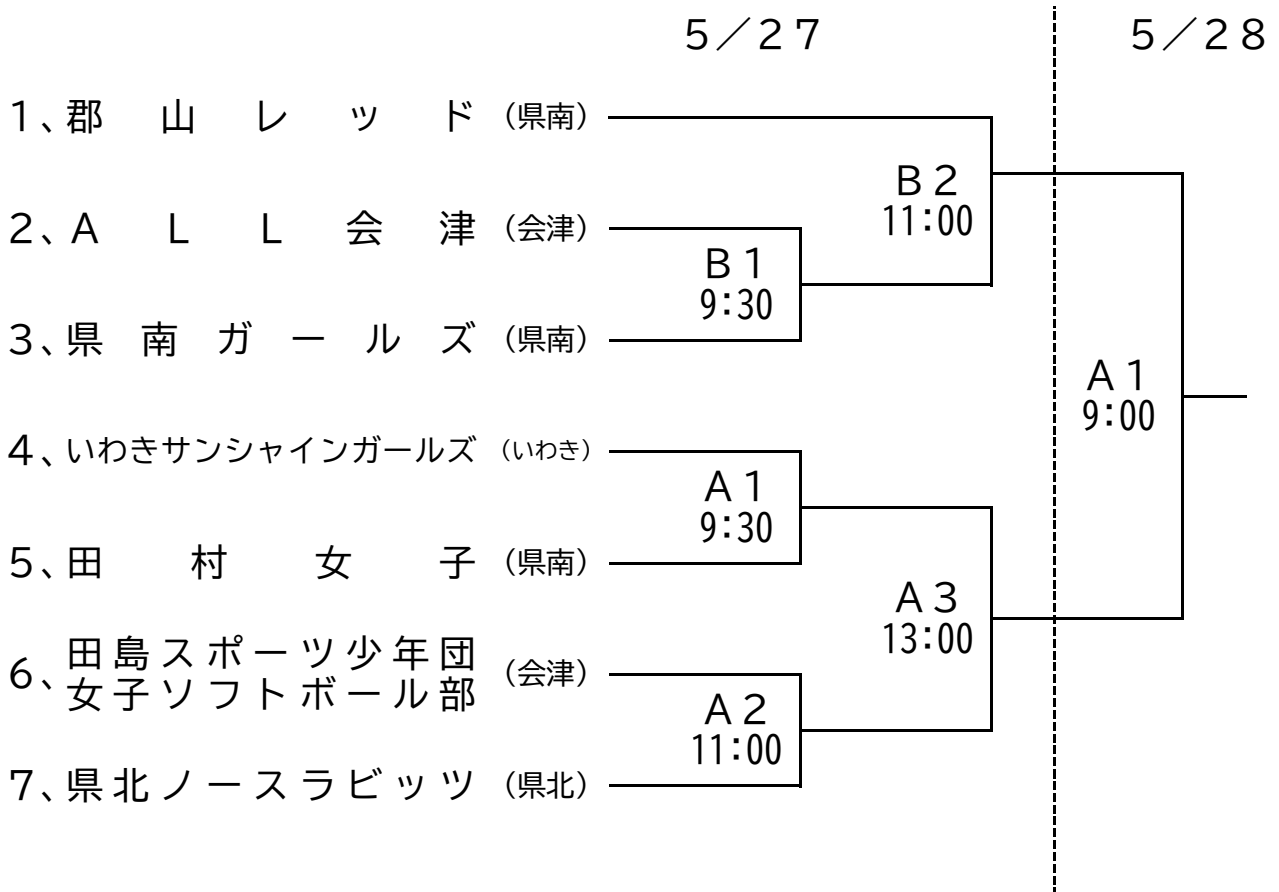 5／27
5／28
1、郡山レッド（県南）
B2
11:00
2、ALL会津（会津）
B1
9:30
3、県南ガールズ（県南）
A1
9:00
4、いわきサンシャインガールズ（いわき）
A1
9:30
5、田村女子（県南）
A3
13:00
6、田島スポーツ少年団
女子ソフトボール部（会津）
A2
11:00
7、県北ノースラビッツ（県北）